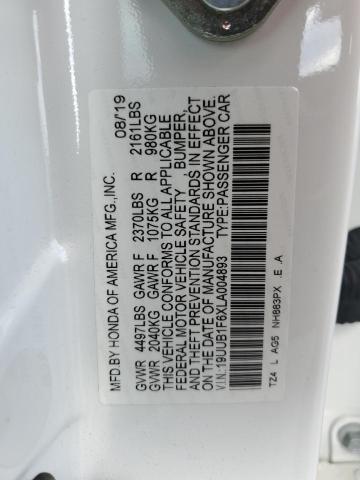 MFD.BY HONDA OF AMERICA MFG.,INC. 08/'19
GVWR 4497LBS GAWR F 2370LBS R 2161LBS
GVWR 2040KG GAWR F 1075KG R 980KG
THIS VEHICLE CONFORMS TO ALL APPLICABLE
FEDERAL MOTOR VEHICLE SAFETY , BUMPER,
AND THEFT PREVENTION STANDARDS IN EFFECT
ON THE DATE OF MANUFACTURE SHOWN ABOVE.
V.I.N.:19UUB1F6XLA004893 TYPE:PASSENGER CAR
TZ4 L AG5 NH883PX .E .A